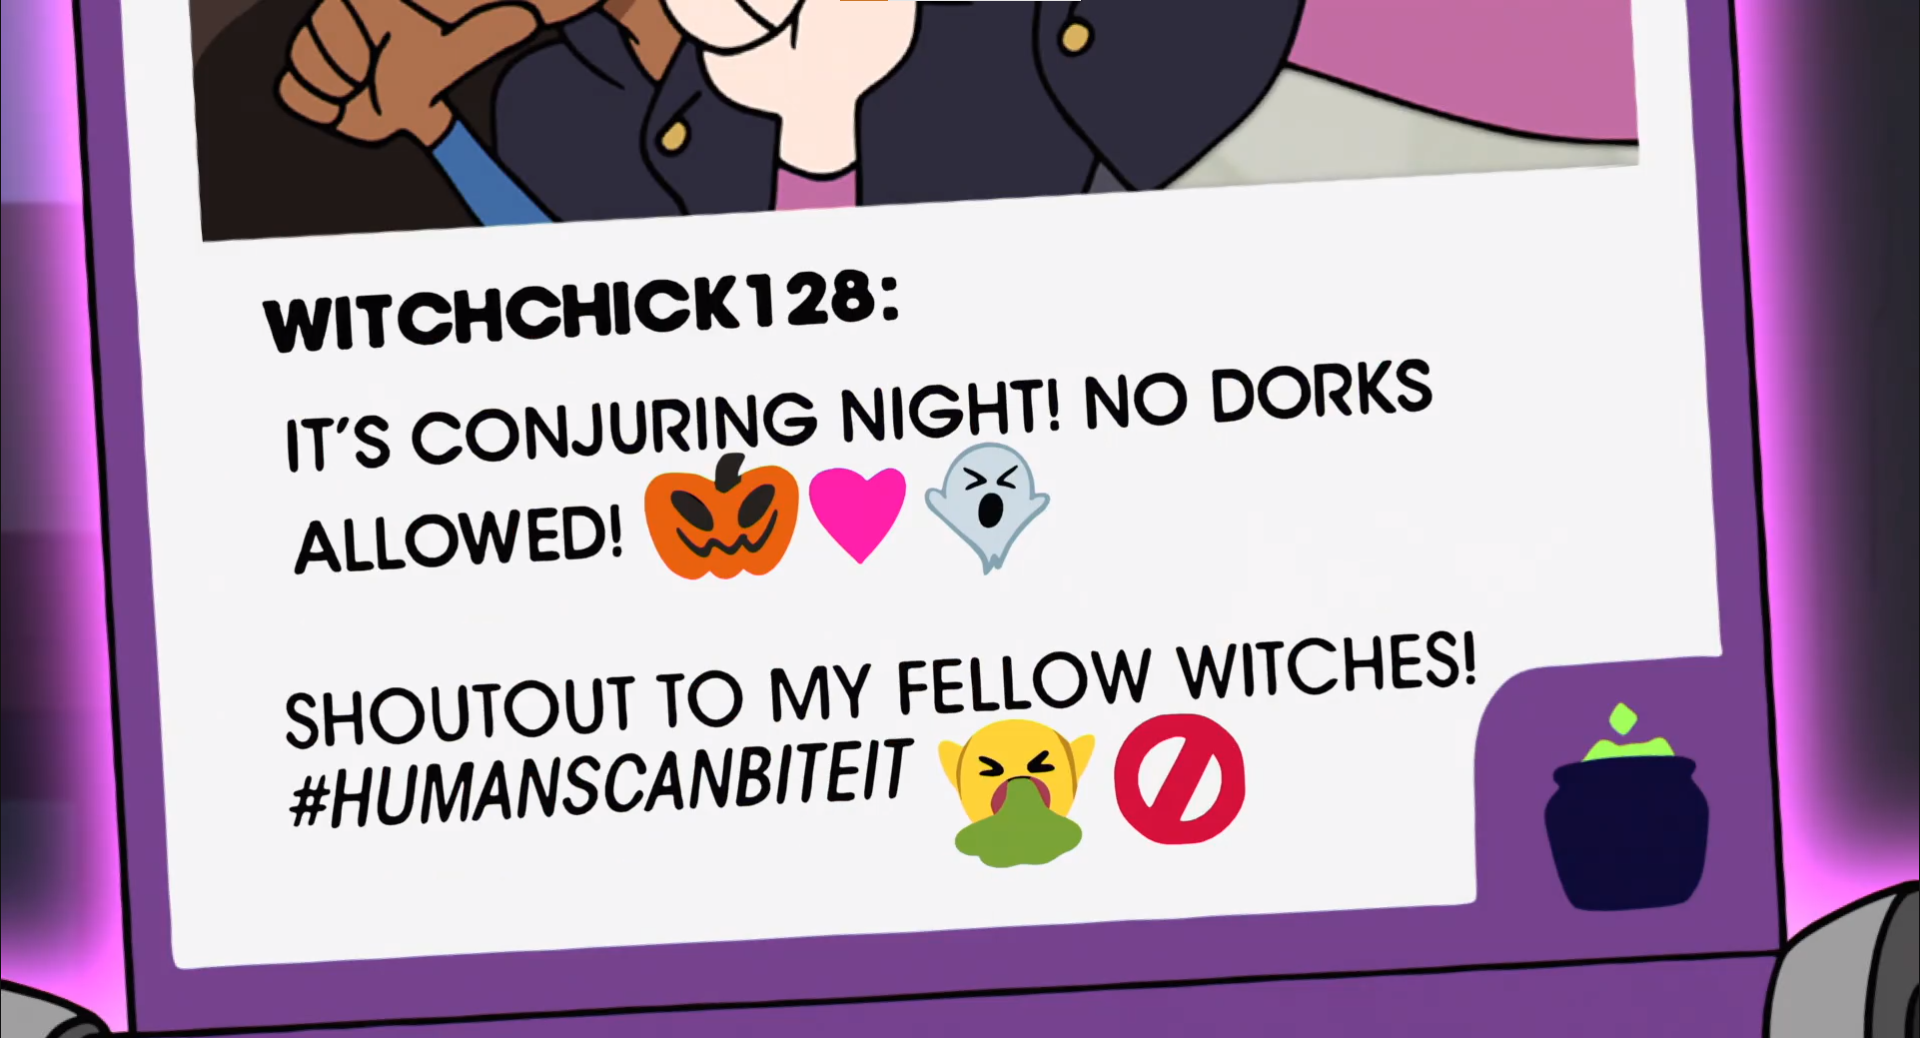 WITCHCHICK128:
IT'S CONJURING NIGHT! NO DORKS
ALLOWED!
SHOUTOUT TO MY FELLOW WITCHES!
#HUMANSCANBITEIT